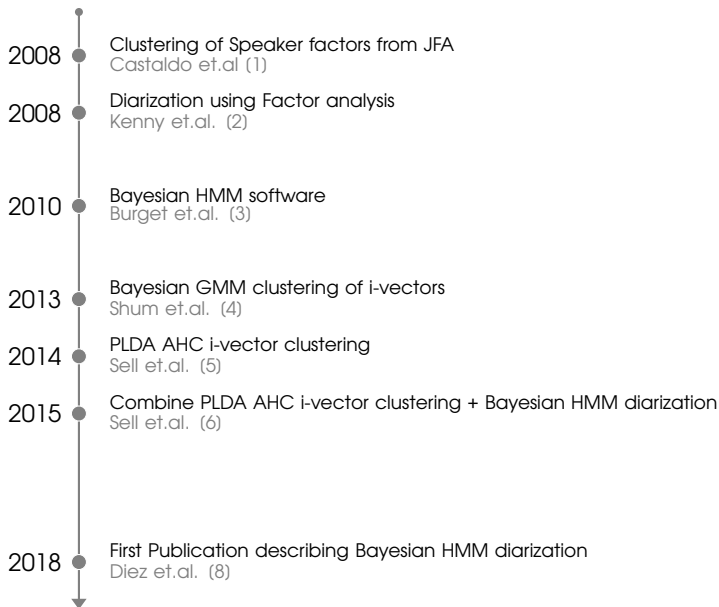 2008
Clustering of Speaker factors from JFA
Castaldo et.al (1)
2008
Diarization using Factor analysis
Kenny et.al. (2)
2010
Bayesian HMM software
Burget et.al. (3)
2013
Bayesian GMM clustering of i-vectors
Shum et.al. (4)
2014
PLDA AHC i-vector clustering
Sell et.al. (5)
2015
Combine PLDA AHC i-vector clustering + Bayesian HMM diarization
Sell et.al. (6)
2018
First Publication describing Bayesian HMM diarization
Diez et.al. (8)